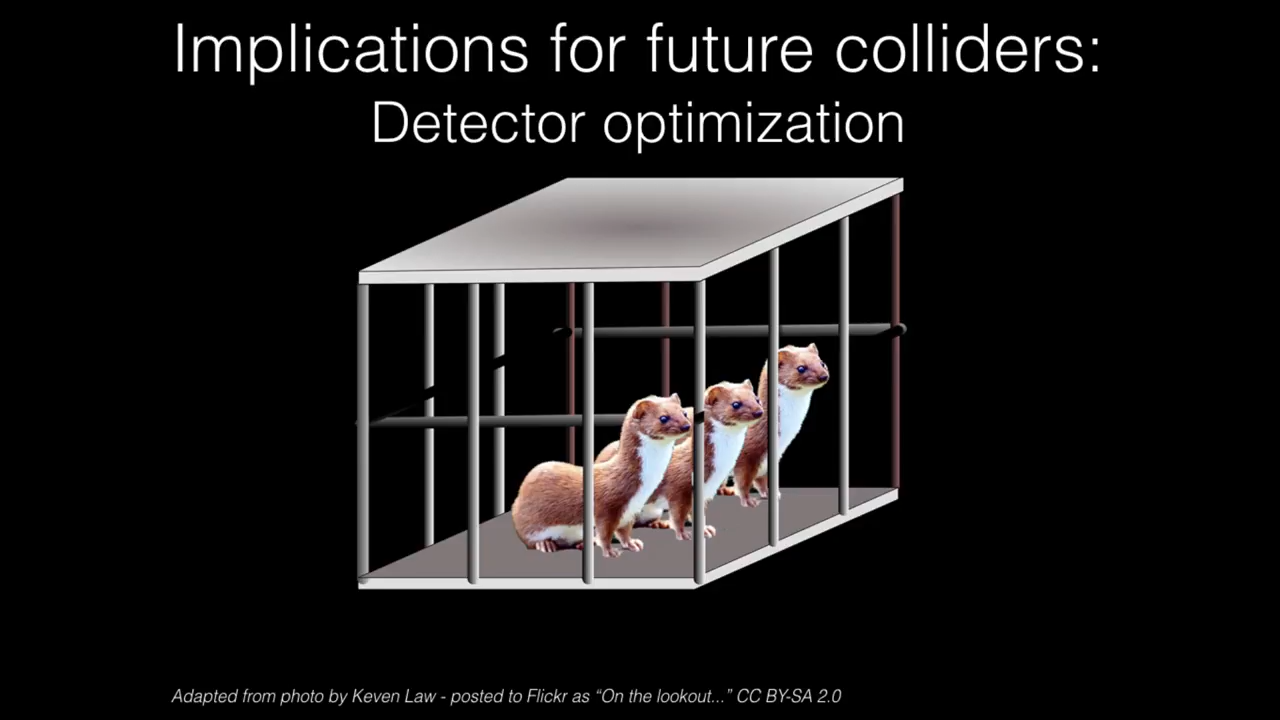 Implications for future colliders:
Detector optimization
Adapted from photo by Keven Law - posted to Flickr as “On the lookout...” CC BY-SA 2.0